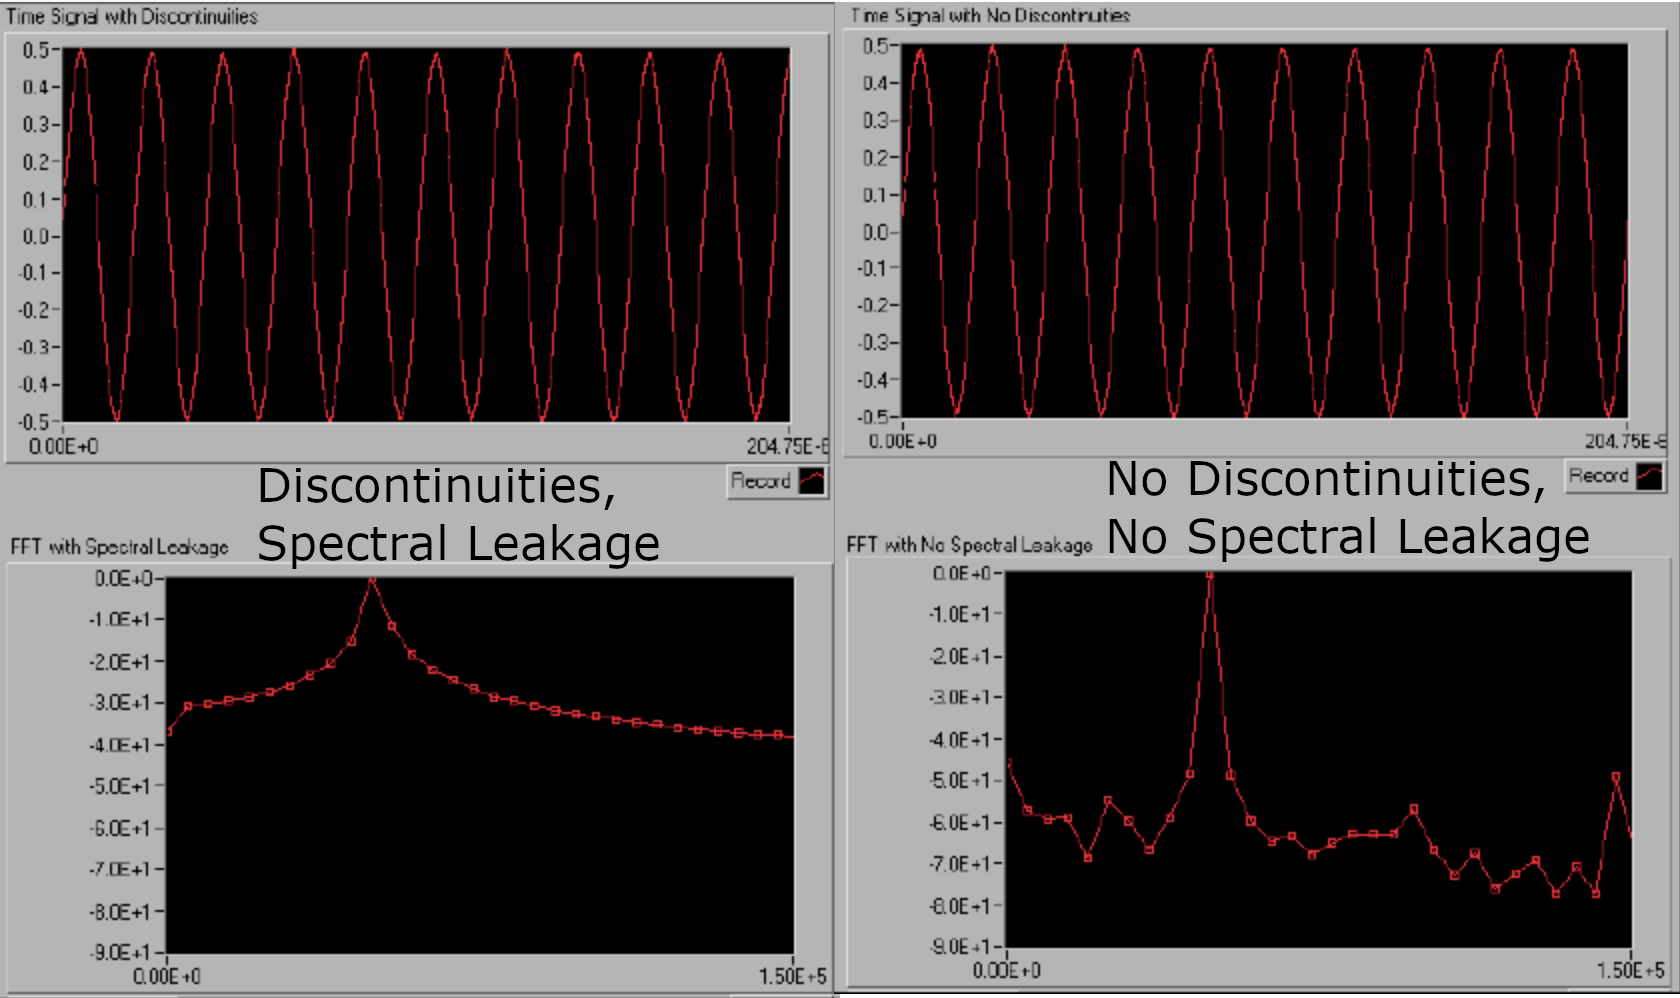 Time Signal with Discontinuities
0.5
0.4
0.3
0.2
0.1
0.0
-0.1
-0.2
-0.3
-0.4
-0.5
0.00E+0
204.75E-6
Record
Discontinuities,
Spectral Leakage
FFT with Spectral Leakage
0.0E+0
-1.0E+1
-2.0E+1
-3.0E+1
-4.0E+1
-5.0E+1
-6.0E+1
-7.0E+1
-8.0E+1
-9.0E+1
0.00E+0
1.50E+5
Time Signal with No Discontinuities
0.5
0.4
0.3
0.2
0.1
0.0
-0.1
-0.2
-0.3
-0.4
-0.5
0.00E+0
204.75E-6
Record
No Discontinuities,
No Spectral Leakage
FFT with No Spectral Leakage
0.0E+0
-1.0E+1
-2.0E+1
-3.0E+1
-4.0E+1
-5.0E+1
-6.0E+1
-7.0E+1
-8.0E+1
-9.0E+1
0.00E+0
1.50E+5